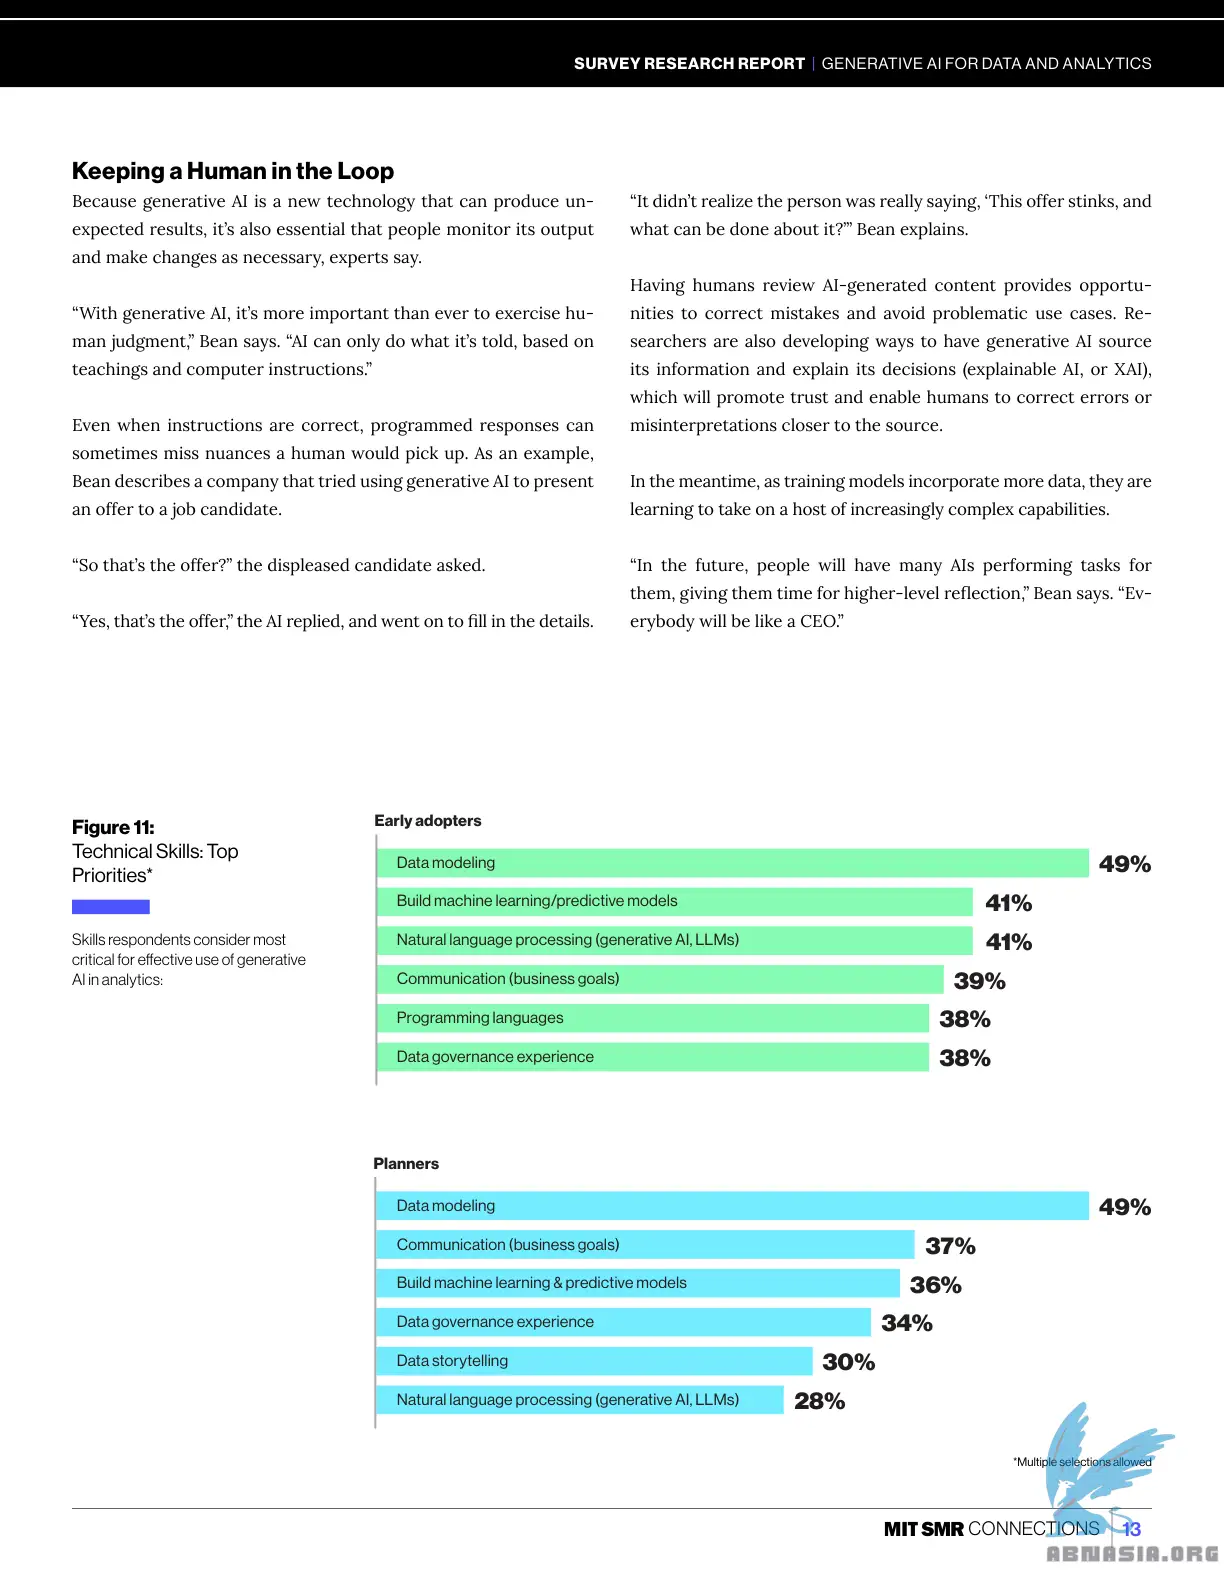 SURVEY RESEARCH REPORT | GENERATIVE AI FOR DATA AND ANALYTICS
Keeping a Human in the Loop
Because generative AI is a new technology that can produce un-
expected results, it’s also essential that people monitor its output
and make changes as necessary, experts say.
“With generative AI, it’s more important than ever to exercise hu-
man judgment,” Bean says. “AI can only do what it’s told, based on
teachings and computer instructions.”
Even when instructions are correct, programmed responses can
sometimes miss nuances a human would pick up. As an example,
Bean describes a company that tried using generative AI to present
an offer to a job candidate.
“So that’s the offer?” the displeased candidate asked.
“Yes, that’s the offer,” the AI replied, and went on to fill in the details.
“It didn’t realize the person was really saying, ‘This offer stinks, and
what can be done about it?’” Bean explains.
Having humans review AI-generated content provides opportu-
nities to correct mistakes and avoid problematic use cases. Re-
searchers are also developing ways to have generative AI source
its information and explain its decisions (explainable AI, or XAI),
which will promote trust and enable humans to correct errors or
misinterpretations closer to the source.
In the meantime, as training models incorporate more data, they are
learning to take on a host of increasingly complex capabilities.
“In the future, people will have many AIs performing tasks for
them, giving them time for higher-level reflection,” Bean says. “Ev-
erybody will be like a CEO.”
Figure 11:
Technical Skills: Top
Priorities*
Skills respondents consider most
critical for effective use of generative
AI in analytics:
Early adopters
Data modeling 49%
Build machine learning/predictive models 41%
Natural language processing (generative AI, LLMs) 41%
Communication (business goals) 39%
Programming languages 38%
Data governance experience 38%
Planners
Data modeling 49%
Communication (business goals) 37%
Build machine learning & predictive models 36%
Data governance experience 34%
Data storytelling 30%
Natural language processing (generative AI, LLMs) 28%
*Multiple selections allowed
MIT SMR CONNECTIONS | 13
ABNASIA.ORG